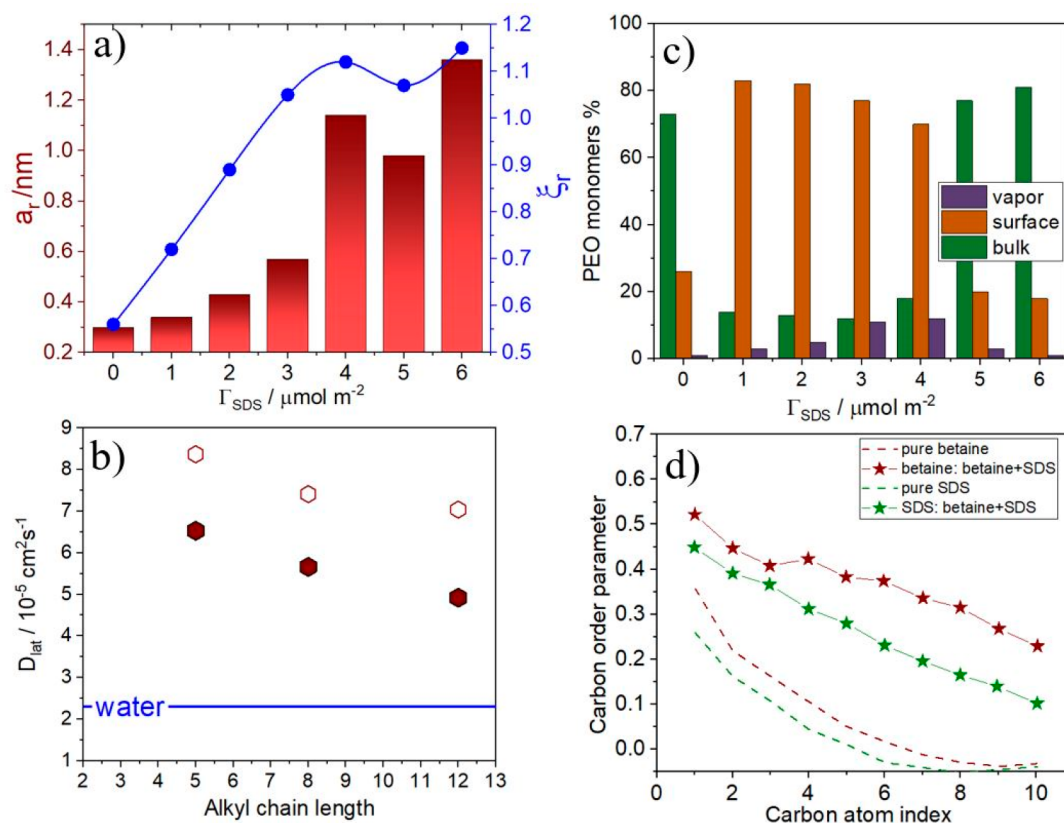 a)
1.4
1.2
1.0
0.8
0.6
0.4
0.2
a_r/nm
0 1 2 3 4 5 6
Γ_SDS / μmol m⁻²
1.2
1.1
1.0
0.9
0.8
0.7
0.6
0.5
ξ_r
c)
100
80
60
40
20
0
PEO monomers %
vapor
surface
bulk
0 1 2 3 4 5 6
Γ_SDS / μmol m⁻²
b)
9
8
7
6
5
4
3
2
1
D_lat / 10⁻⁵ cm²s⁻¹
water
2 3 4 5 6 7 8 9 10 11 12 13
Alkyl chain length
d)
0.7
0.6
0.5
0.4
0.3
0.2
0.1
0.0
Carbon order parameter
pure betaine
betaine: betaine+SDS
pure SDS
SDS: betaine+SDS
0 2 4 6 8 10
Carbon atom index